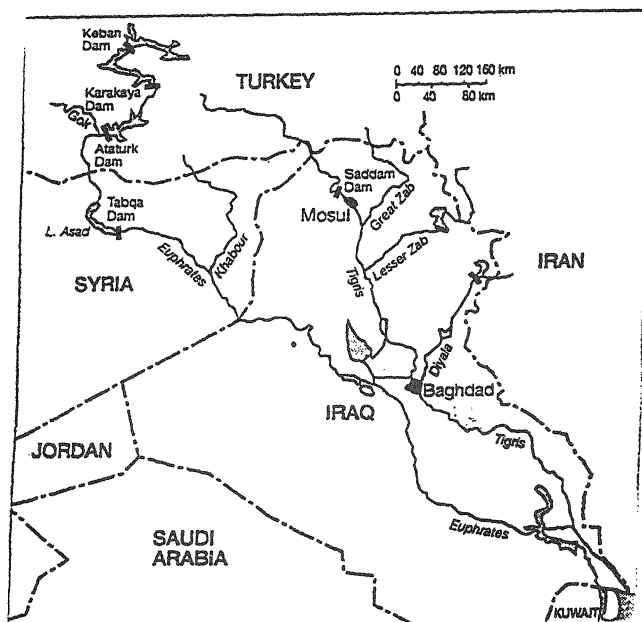 Keban
Dam
TURKEY
0 40 80 120 160 km
0 40 80 km
Karakaya
Dam
Gok
Ataturk
Dam
Saddam
Dam
Mosul
Great Zab
Tabqa
Dam
L. Asad
Euphrates
Khabour
Lesser Zab
Tigris
IRAN
SYRIA
Diyala
Baghdad
IRAQ
Tigris
JORDAN
Euphrates
SAUDI
ARABIA
KUWAIT